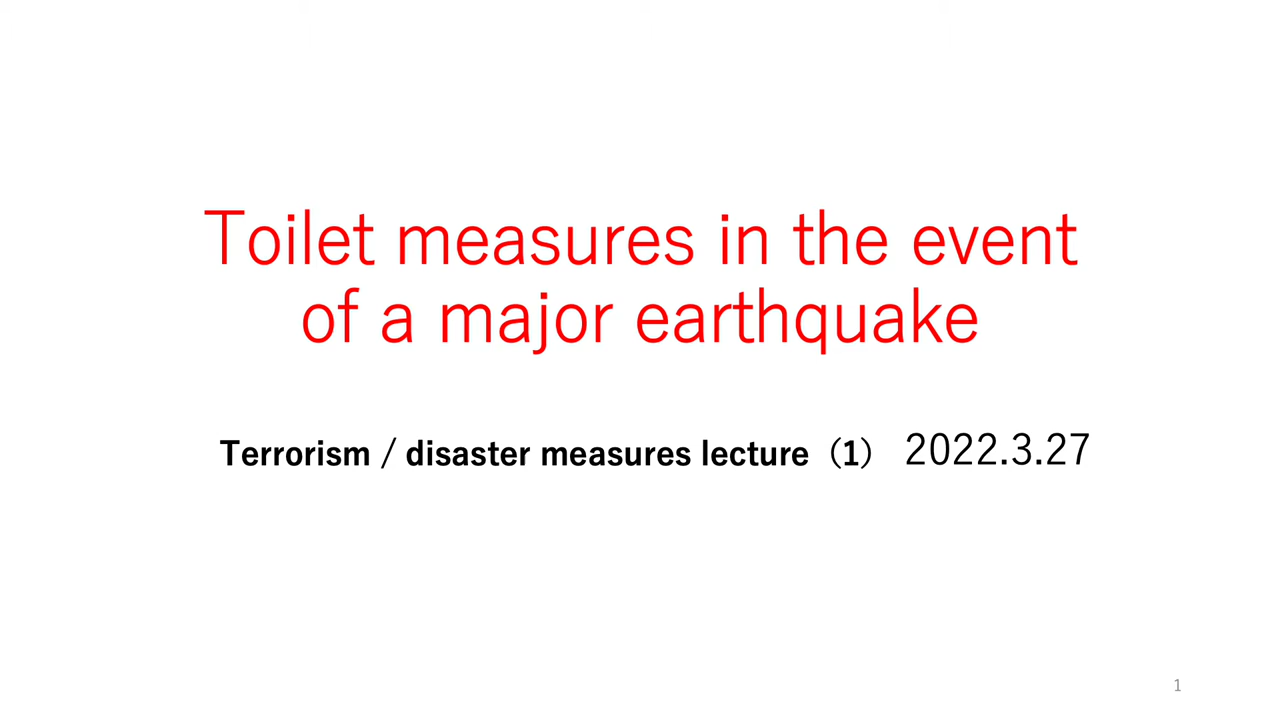 Toilet measures in the event
of a major earthquake
Terrorism / disaster measures lecture (1) 2022.3.27
1